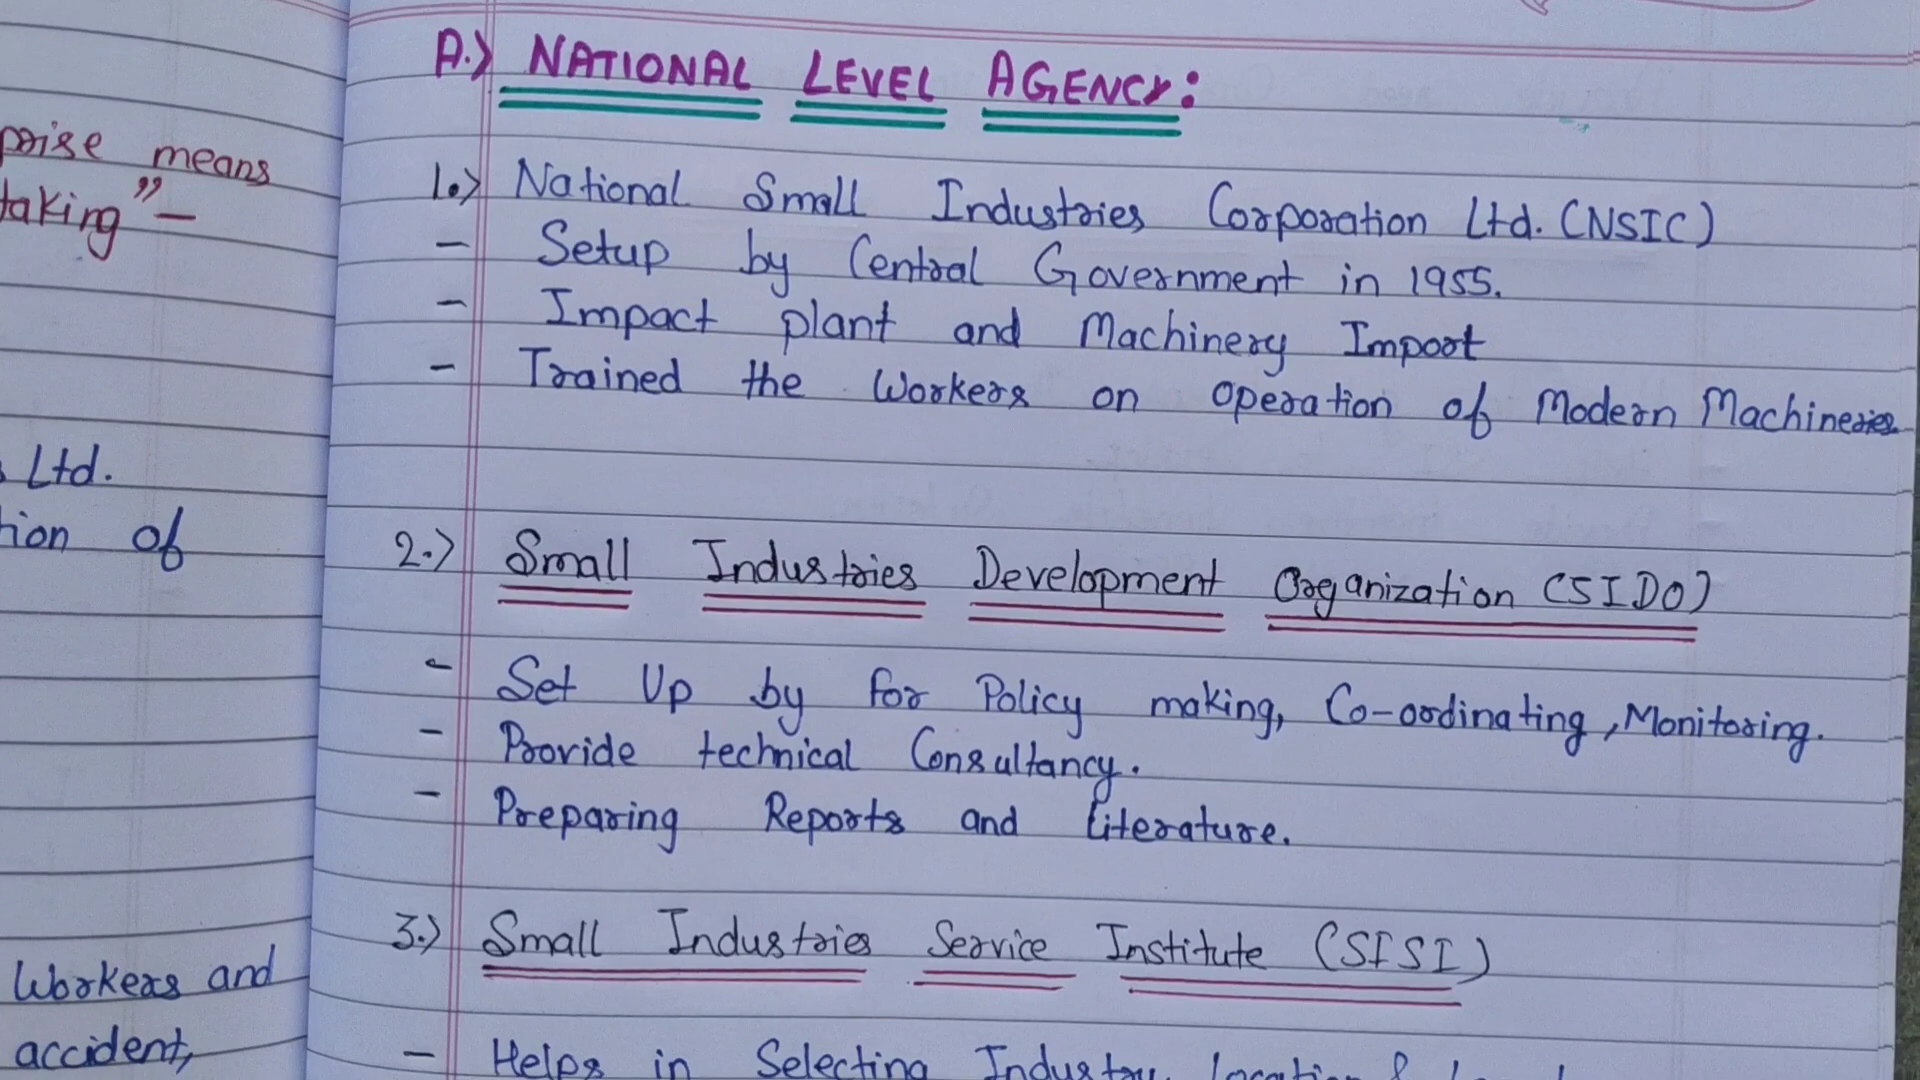 prise means
taking" –
Ltd.
tion of
Workers and
accident,
A.) NATIONAL LEVEL AGENCY:
1.) National Small Industries Corporation Ltd. (NSIC)
– Setup by Central Government in 1955.
– Impact plant and Machinery Import
– Trained the Workers on operation of Modern Machineries
2.) Small Industries Development Organization (SIDO)
– Set Up by for Policy making, Co-ordinating, Monitoring.
– Provide technical Consultancy.
– Preparing Reports and literature.
3.) Small Industries Service Institute (SISI)
– Helps in Selecting Industry, location &